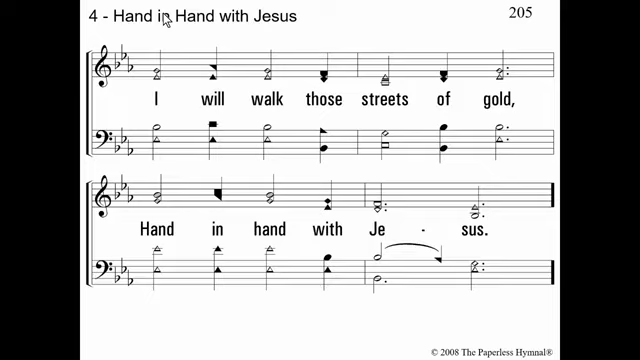 4 - Hand in Hand with Jesus
205
I will walk those streets of gold,
Hand in hand with Je - sus.
© 2008 The Paperless Hymnal®